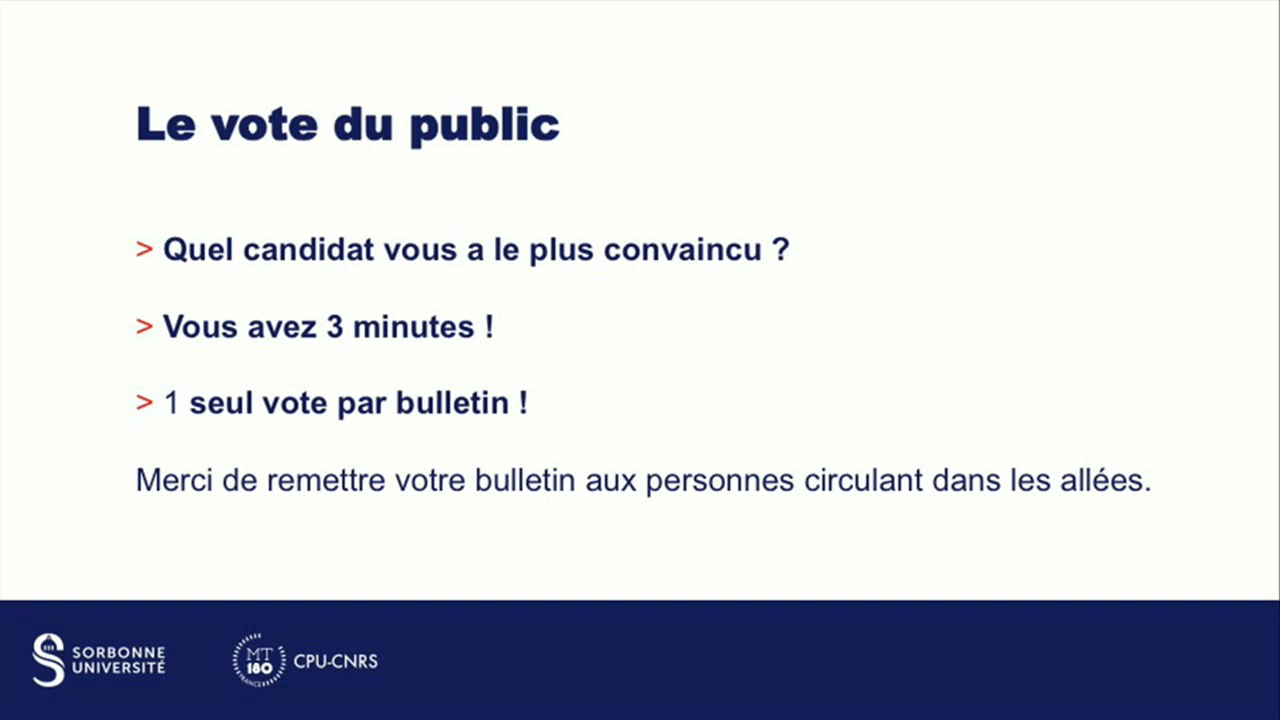 Le vote du public
> Quel candidat vous a le plus convaincu ?
> Vous avez 3 minutes !
> 1 seul vote par bulletin !
Merci de remettre votre bulletin aux personnes circulant dans les allées.
SORBONNE
UNIVERSITÉ
MT
180
FRANCE
CPU-CNRS